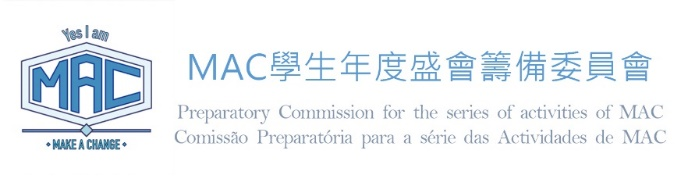 Yes I am
MAC
• MAKE A CHANGE •
MAC學生年度盛會籌備委員會
Preparatory Commission for the series of activities of MAC
Comissão Preparatória para a série das Actividades de MAC